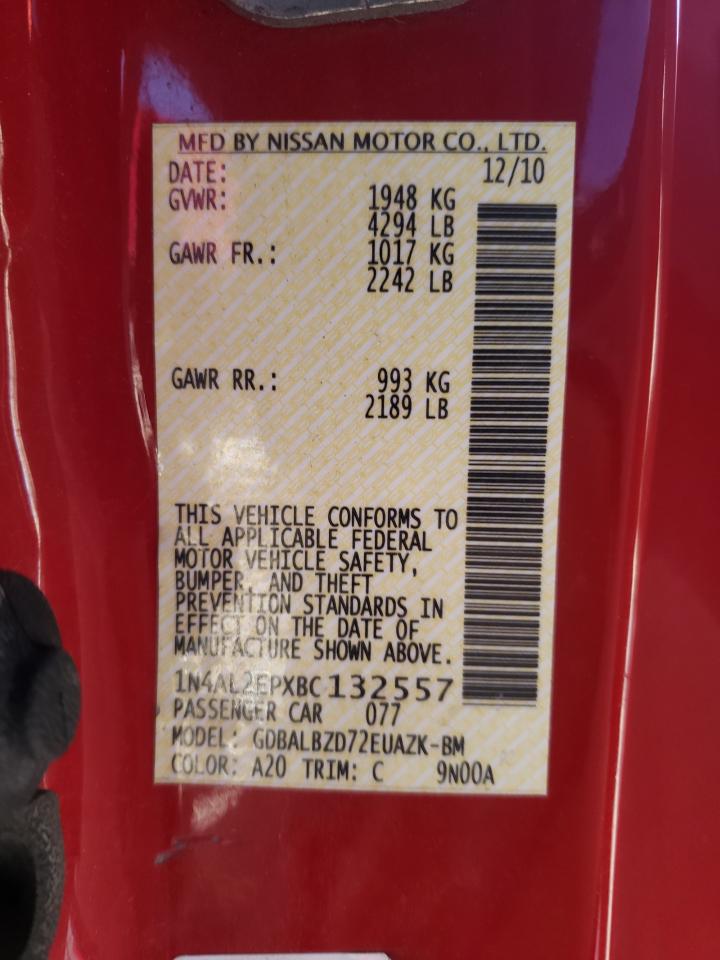 MFD BY NISSAN MOTOR CO., LTD.
DATE: 12/10
GVWR: 1948 KG
4294 LB
GAWR FR.: 1017 KG
2242 LB
GAWR RR.: 993 KG
2189 LB
THIS VEHICLE CONFORMS TO
ALL APPLICABLE FEDERAL
MOTOR VEHICLE SAFETY,
BUMPER, AND THEFT
PREVENTION STANDARDS IN
EFFECT ON THE DATE OF
MANUFACTURE SHOWN ABOVE.
1N4AL2EPXBC132557
PASSENGER CAR 077
MODEL: GDBALBZD72EUAZK-BM
COLOR: A20 TRIM: C 9N00A